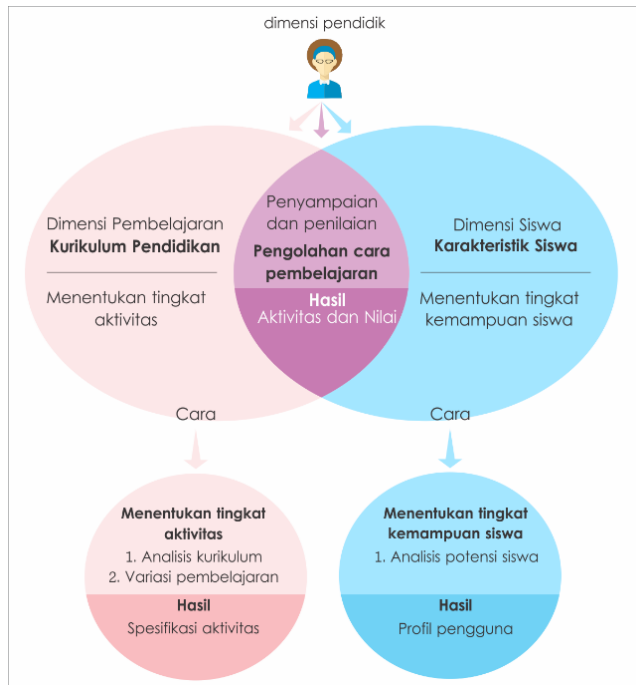 dimensi pendidik
Dimensi Pembelajaran
Kurikulum Pendidikan
Menentukan tingkat
aktivitas
Penyampaian
dan penilaian
Pengolahan cara
pembelajaran
Hasil
Aktivitas dan Nilai
Dimensi Siswa
Karakteristik Siswa
Menentukan tingkat
kemampuan siswa
Cara
Cara
Menentukan tingkat
aktivitas
1. Analisis kurikulum
2. Variasi pembelajaran
Hasil
Spesifikasi aktivitas
Menentukan tingkat
kemampuan siswa
1. Analisis potensi siswa
Hasil
Profil pengguna